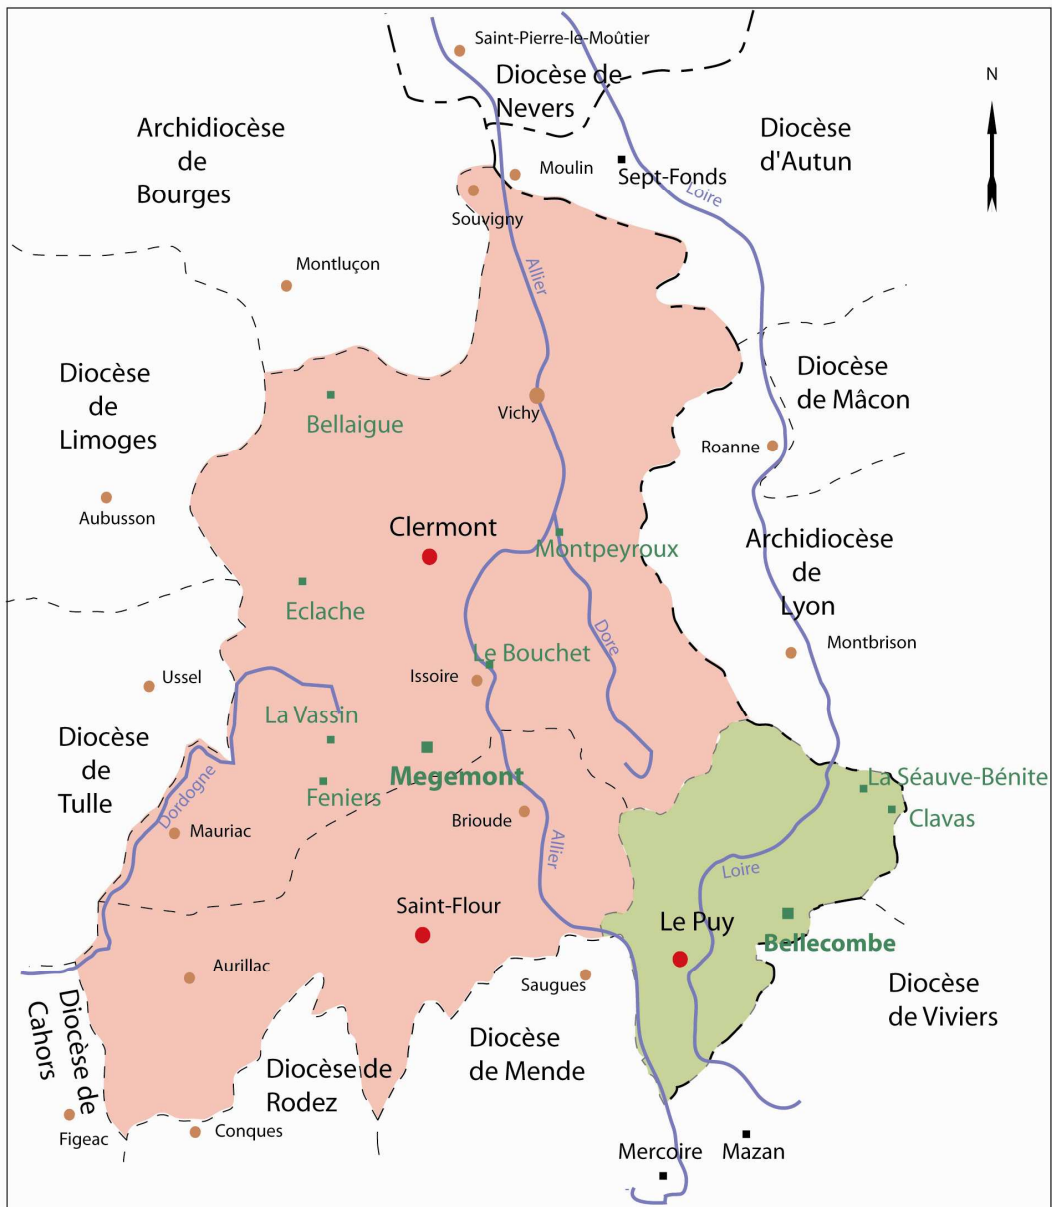 Saint-Pierre-le-Moûtier
Diocèse de
Nevers
N
Archidiocèse
de
Bourges
Diocèse
d'Autun
Moulin
Sept-Fonds
Loire
Souvigny
Montluçon
Allier
Diocèse
de
Limoges
Diocèse
de Mâcon
Bellaigue
Vichy
Roanne
Aubusson
Clermont
Montpeyroux
Archidiocèse
de
Lyon
Eclache
Dore
Le Bouchet
Montbrison
Issoire
Ussel
La Vassin
Diocèse
de
Tulle
Megemont
La Séauve-Bénite
Dordogne
Feniers
Clavas
Brioude
Mauriac
Allier
Loire
Saint-Flour
Le Puy
Bellecombe
Aurillac
Saugues
Diocèse
de Viviers
Diocèse de
Cahors
Diocèse
de Mende
Diocèse de
Rodez
Figeac
Conques
Mercoire
Mazan